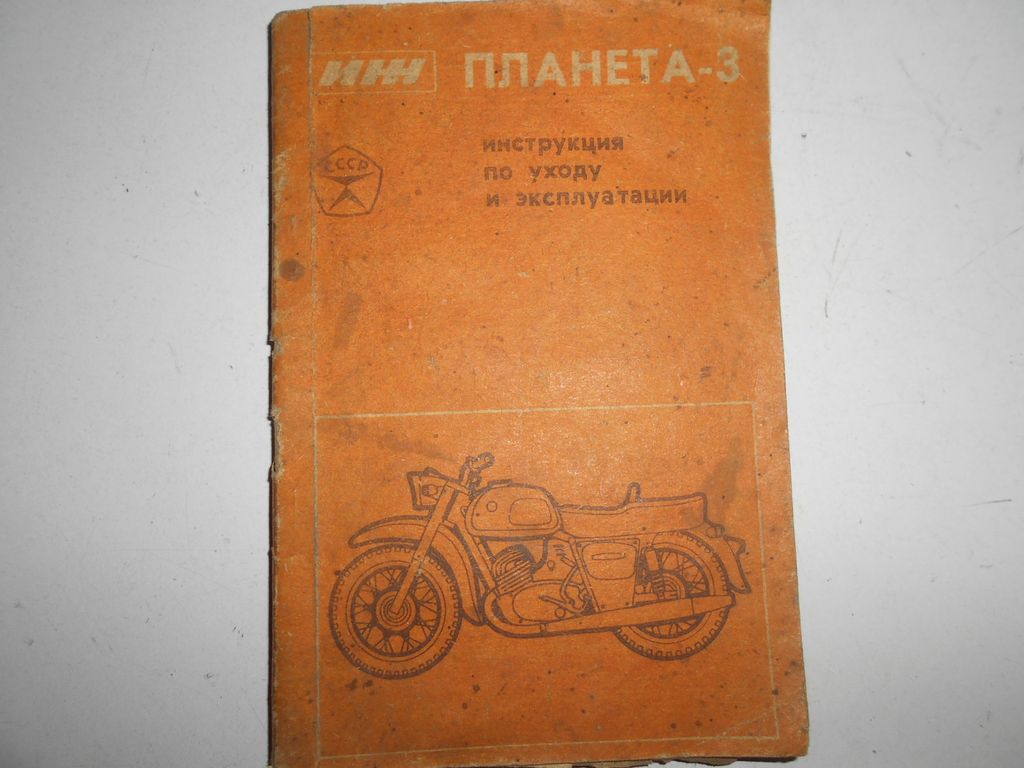 ИЖ ПЛАНЕТА-3
СССР
инструкция
по уходу
и эксплуатации